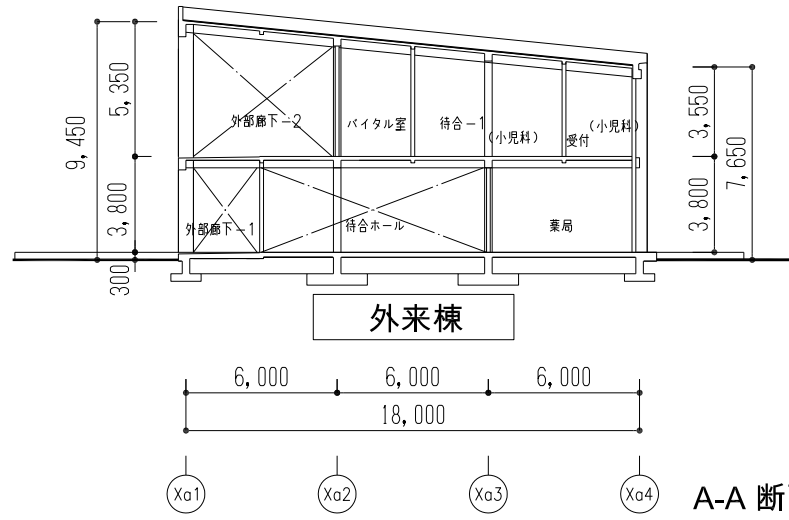 9,450
5,350
3,800
300
外部廊下-2
バイタル室
待合-1
(小児科)
受付
(小児科)
外部廊下-1
待合ホール
薬局
3,550
3,800
7,650
外来棟
6,000
6,000
6,000
18,000
Xa1
Xa2
Xa3
Xa4
A-A 断